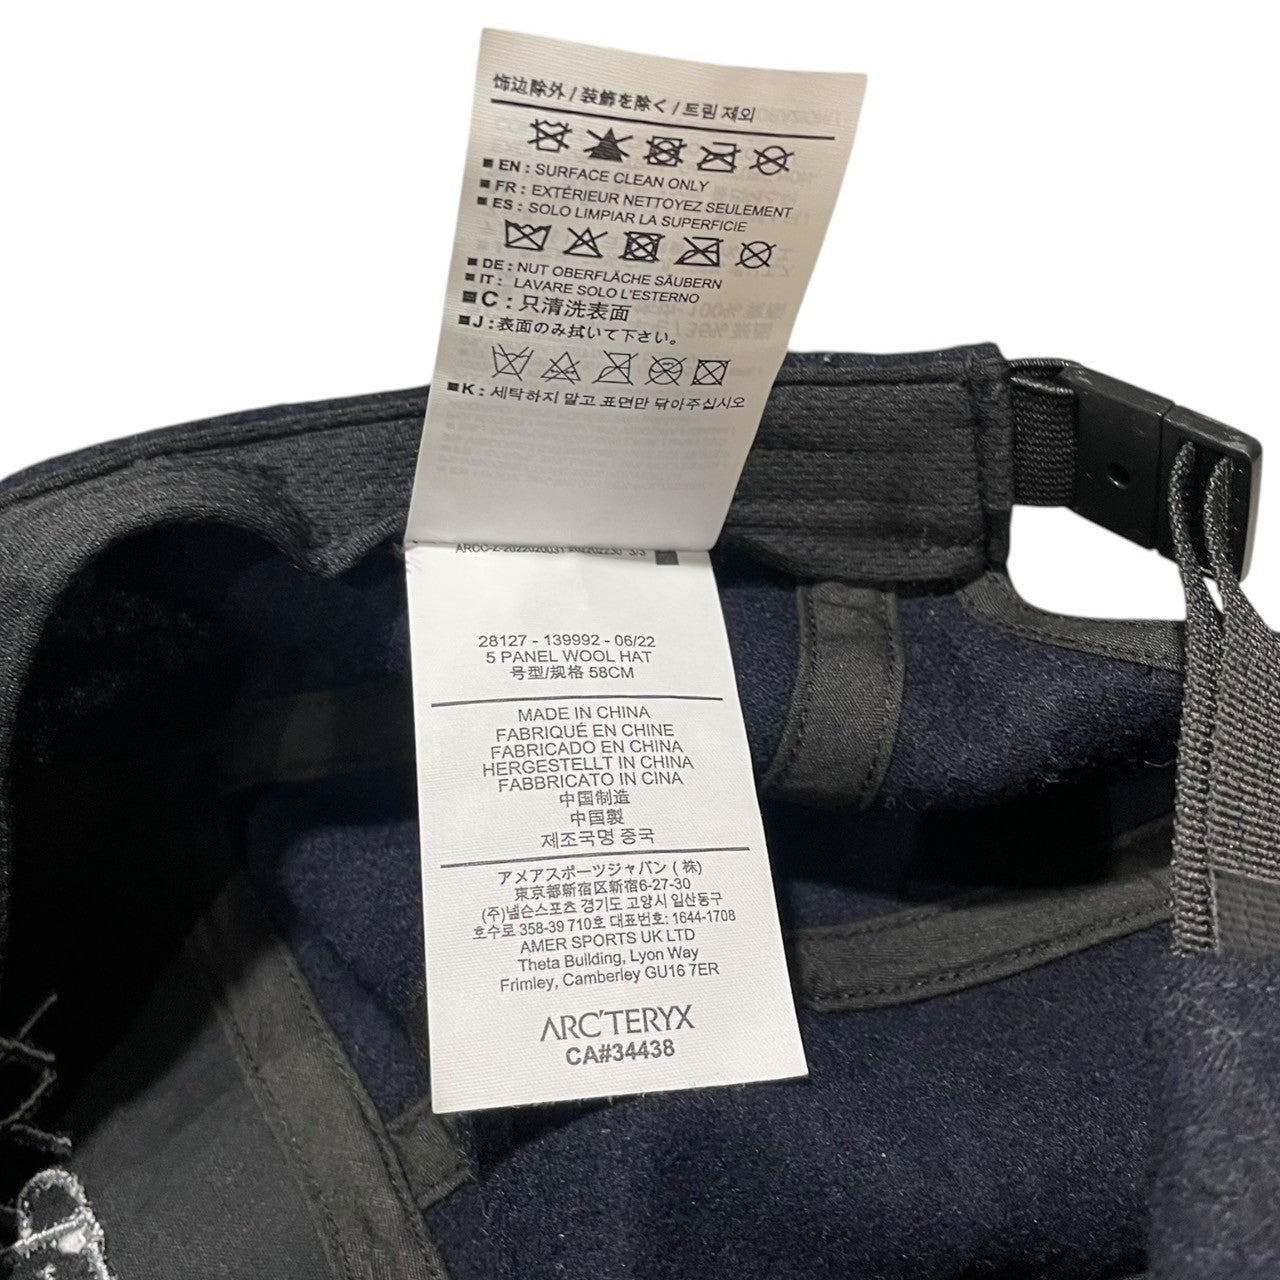 饰边除外 / 装飾を除く / 트림 제외
■ EN : SURFACE CLEAN ONLY
■ FR : EXTÉRIEUR NETTOYEZ SEULEMENT
■ ES : SOLO LIMPIAR LA SUPERFICIE
■ DE : NUT OBERFLÄCHE SÄUBERN
■ IT : LAVARE SOLO L'ESTERNO
■ C : 只清洗表面
■ J : 表面のみ拭いて下さい。
■ K : 세탁하지 말고 표면만 닦아주십시오
28127 - 139992 - 06/22
5 PANEL WOOL HAT
号型/规格 58CM
MADE IN CHINA
FABRIQUÉ EN CHINE
FABRICADO EN CHINA
HERGESTELLT IN CHINA
FABBRICATO IN CINA
中国制造
中国製
제조국명 중국
アメアスポーツジャパン ( 株)
東京都新宿区新宿6-27-30
(주)넬슨스포츠 경기도 고양시 일산동구
호수로 358-39 710호 대표번호: 1644-1708
AMER SPORTS UK LTD
Theta Building, Lyon Way
Frimley, Camberley GU16 7ER
ARC'TERYX
CA#34438